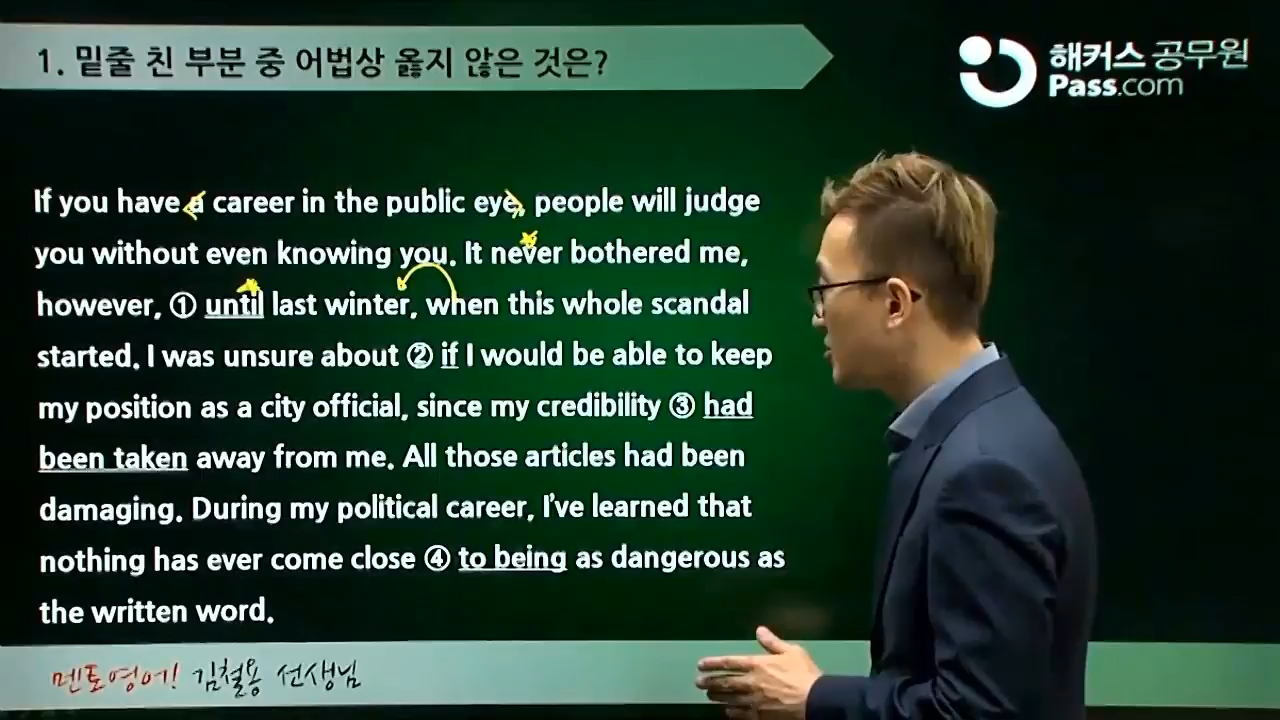 1. 밑줄 친 부분 중 어법상 옳지 않은 것은?
해커스 공무원
Pass.com
If you have a career in the public eye, people will judge
you without even knowing you. It never bothered me,
however, ① until last winter, when this whole scandal
started. I was unsure about ② if I would be able to keep
my position as a city official, since my credibility ③ had
been taken away from me. All those articles had been
damaging. During my political career, I've learned that
nothing has ever come close ④ to being as dangerous as
the written word.
멘토영어! 김철용 선생님